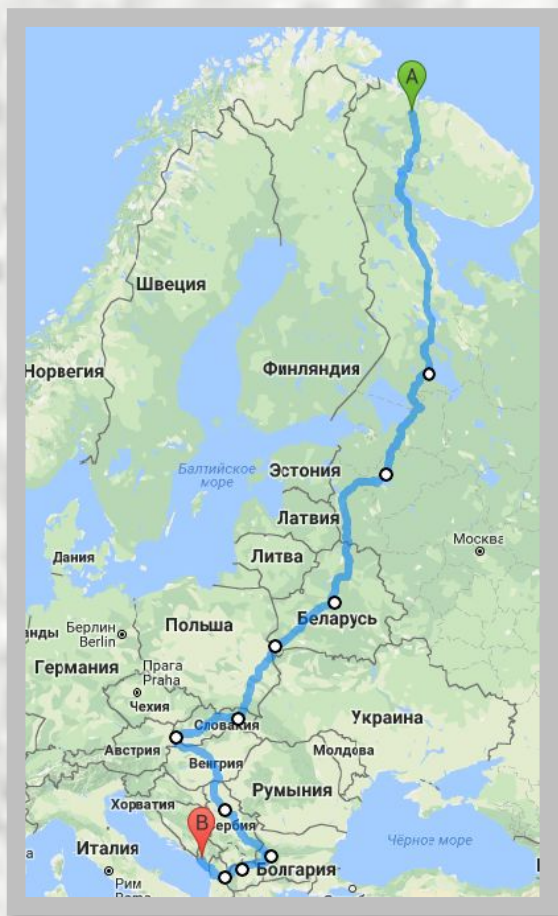 A
Швеция
Норвегия
Финляндия
Балтийское
море
Эстония
Латвия
Москва
Дания
Литва
Беларусь
Польша
Берлин
Berlin
Германия
Прага
Praha
Чехия
Словакия
Украина
Австрия
Молдова
Венгрия
Румыния
Хорватия
B
ербия
Чёрное море
Италия
Болгария
Рим